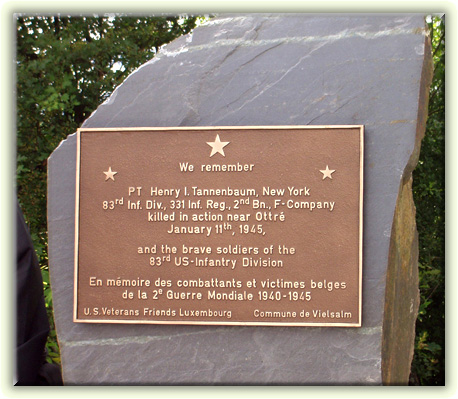 We remember
PT Henry I. Tannenbaum, New York
83rd Inf. Div., 331 Inf. Reg., 2nd Bn., F-Company
killed in action near Ottré
January 11th, 1945,
and the brave soldiers of the
83rd US-Infantry Division
En mémoire des combattants et victimes belges
de la 2e Guerre Mondiale 1940-1945
U.S. Veterans Friends Luxembourg Commune de Vielsalm